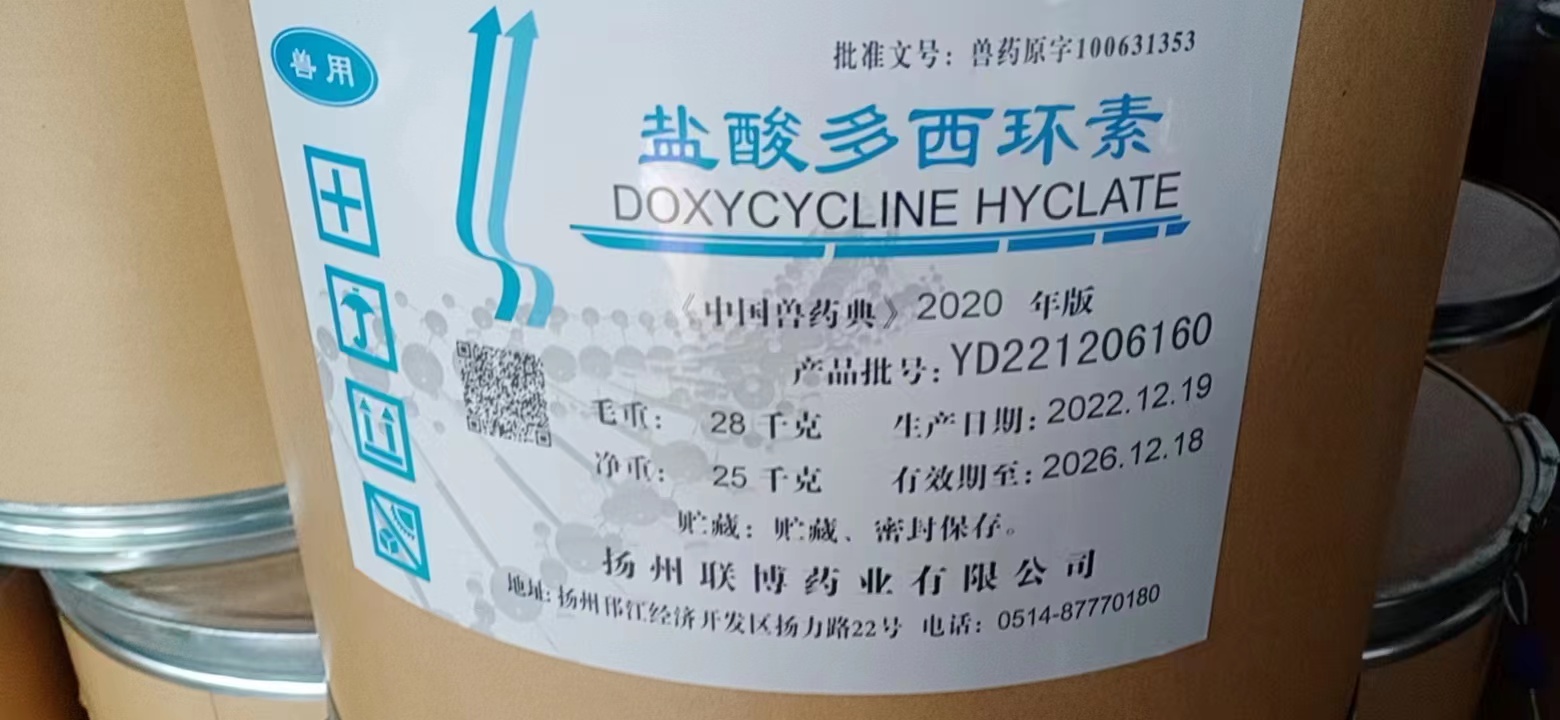 兽用
批准文号：兽药原字100631353
盐酸多西环素
DOXYCYCLINE HYCLATE
《中国兽药典》2020 年版
产品批号：YD221206160
毛重： 28 千克 生产日期：2022.12.19
净重： 25 千克 有效期至：2026.12.18
贮藏：贮藏、密封保存。
扬州联博药业有限公司
地址：扬州邗江经济开发区扬力路22号 电话：0514-87770180